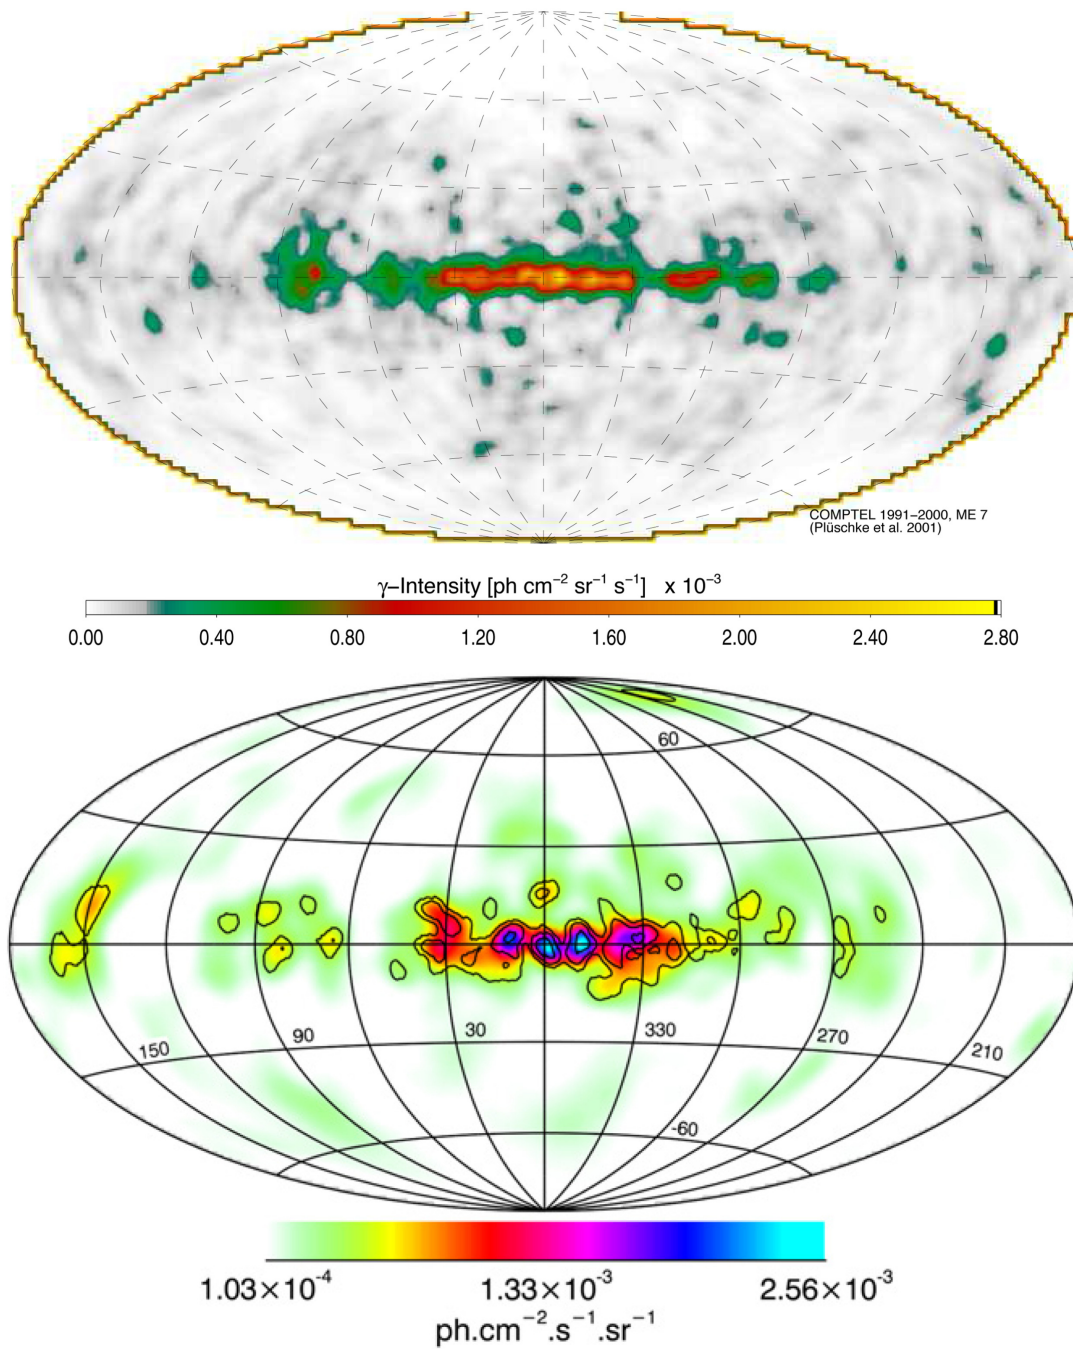 COMPTEL 1991–2000, ME 7
(Plüschke et al. 2001)
γ–Intensity [ph cm⁻² sr⁻¹ s⁻¹] x 10⁻³
0.00 0.40 0.80 1.20 1.60 2.00 2.40 2.80
60
150 90 30 330 270 210
-60
1.03×10⁻⁴ 1.33×10⁻³ 2.56×10⁻³
ph.cm⁻².s⁻¹.sr⁻¹